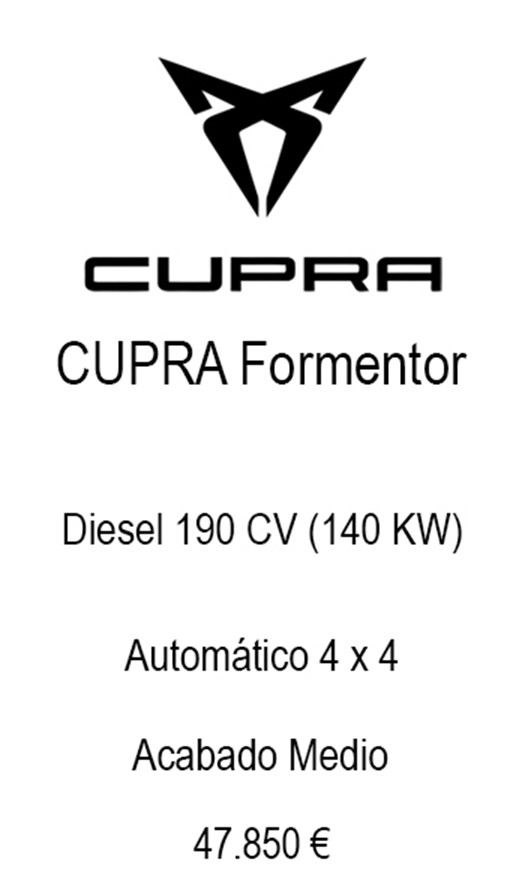 CUPRA
CUPRA Formentor
Diesel 190 CV (140 KW)
Automático 4 x 4
Acabado Medio
47.850 €